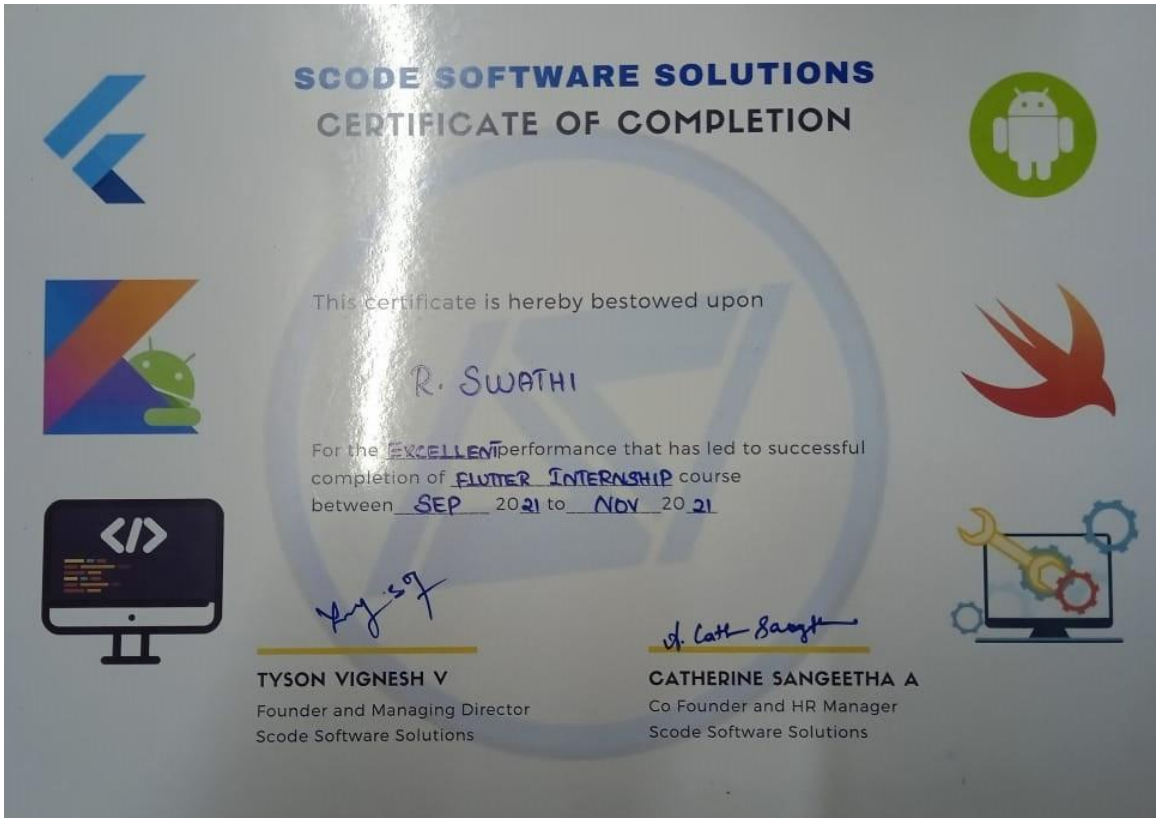 SCODE SOFTWARE SOLUTIONS
CERTIFICATE OF COMPLETION
This certificate is hereby bestowed upon
R. SWATHI
For the EXCELLENT performance that has led to successful
completion of FLUTTER INTERNSHIP course
between SEP 2021 to NOV 2021
</>
TYSON VIGNESH V
Founder and Managing Director
Scode Software Solutions
CATHERINE SANGEETHA A
Co Founder and HR Manager
Scode Software Solutions